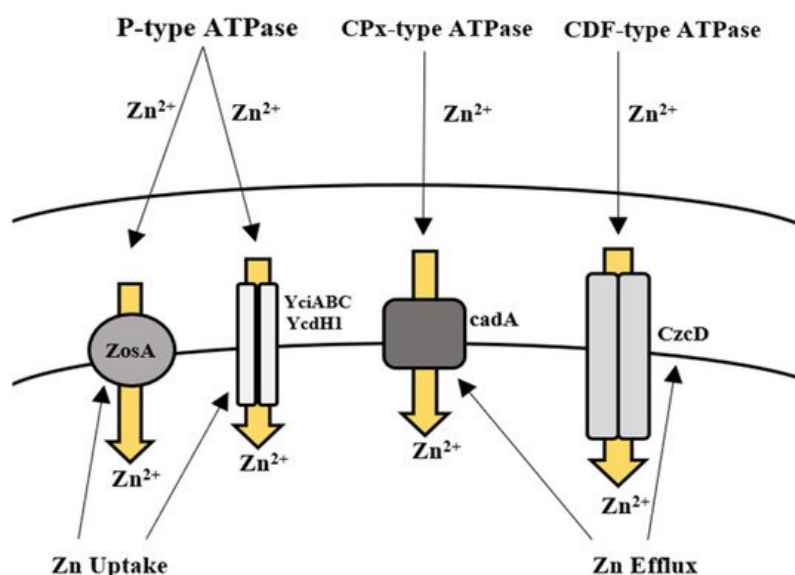 P-type ATPase
CPx-type ATPase
CDF-type ATPase
Zn²⁺
Zn²⁺
Zn²⁺
Zn²⁺
YciABC
YcdH1
cadA
CzcD
ZosA
Zn²⁺
Zn²⁺
Zn²⁺
Zn²⁺
Zn Uptake
Zn Efflux